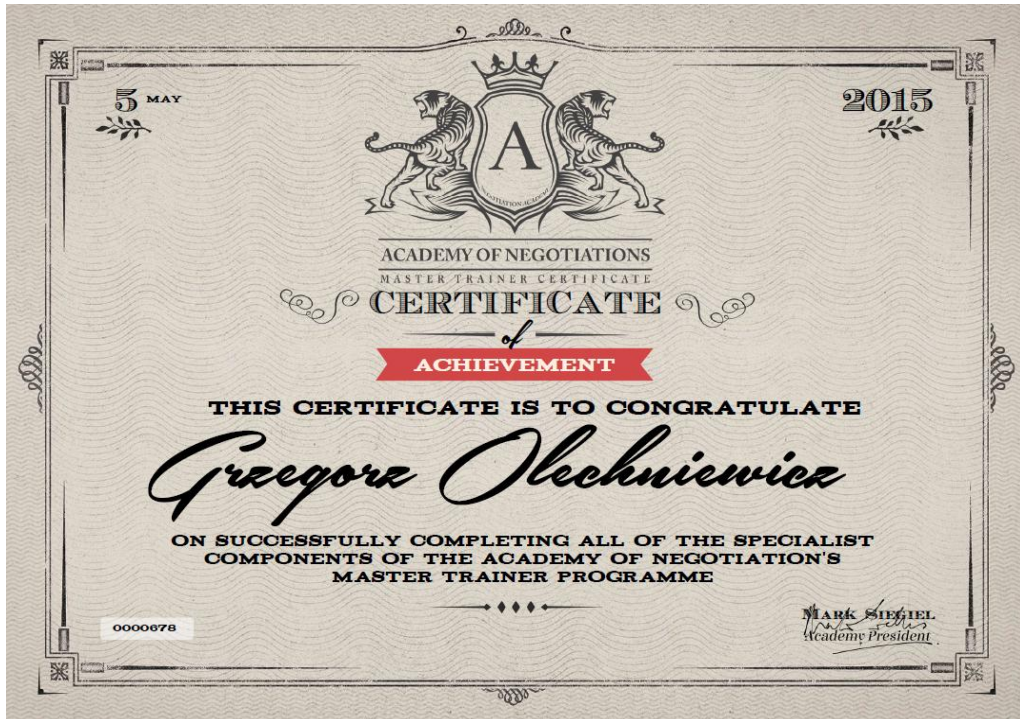 5 MAY
2015
A
NEGOTIATION ACADEMY
ACADEMY OF NEGOTIATIONS
MASTER TRAINER CERTIFICATE
CERTIFICATE
of
ACHIEVEMENT
THIS CERTIFICATE IS TO CONGRATULATE
Grzegorz Olechniewicz
ON SUCCESSFULLY COMPLETING ALL OF THE SPECIALIST
COMPONENTS OF THE ACADEMY OF NEGOTIATION'S
MASTER TRAINER PROGRAMME
0000678
MARK SIEGIEL
Academy President